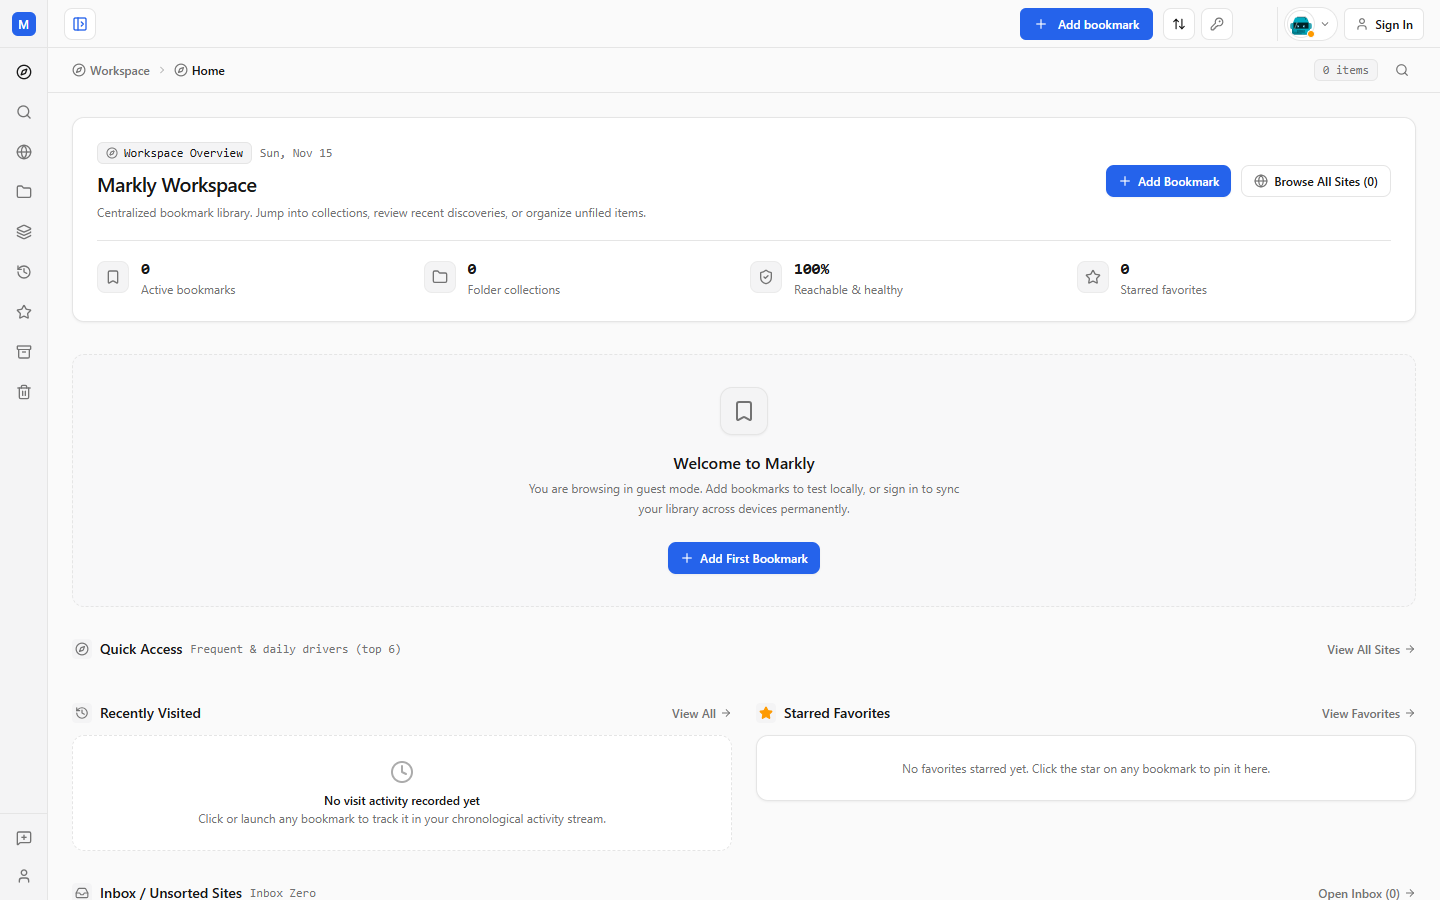 M
Add bookmark
Sign In
Workspace
Home
0 items
Workspace Overview
Sun, Nov 15
Markly Workspace
Centralized bookmark library. Jump into collections, review recent discoveries, or organize unfiled items.
Add Bookmark
Browse All Sites (0)
0
Active bookmarks
0
Folder collections
100%
Reachable & healthy
0
Starred favorites
Welcome to Markly
You are browsing in guest mode. Add bookmarks to test locally, or sign in to sync
your library across devices permanently.
Add First Bookmark
Quick Access
Frequent & daily drivers (top 6)
View All Sites
Recently Visited
View All
No visit activity recorded yet
Click or launch any bookmark to track it in your chronological activity stream.
Starred Favorites
View Favorites
No favorites starred yet. Click the star on any bookmark to pin it here.
Inbox / Unsorted Sites
Inbox Zero
Open Inbox (0)